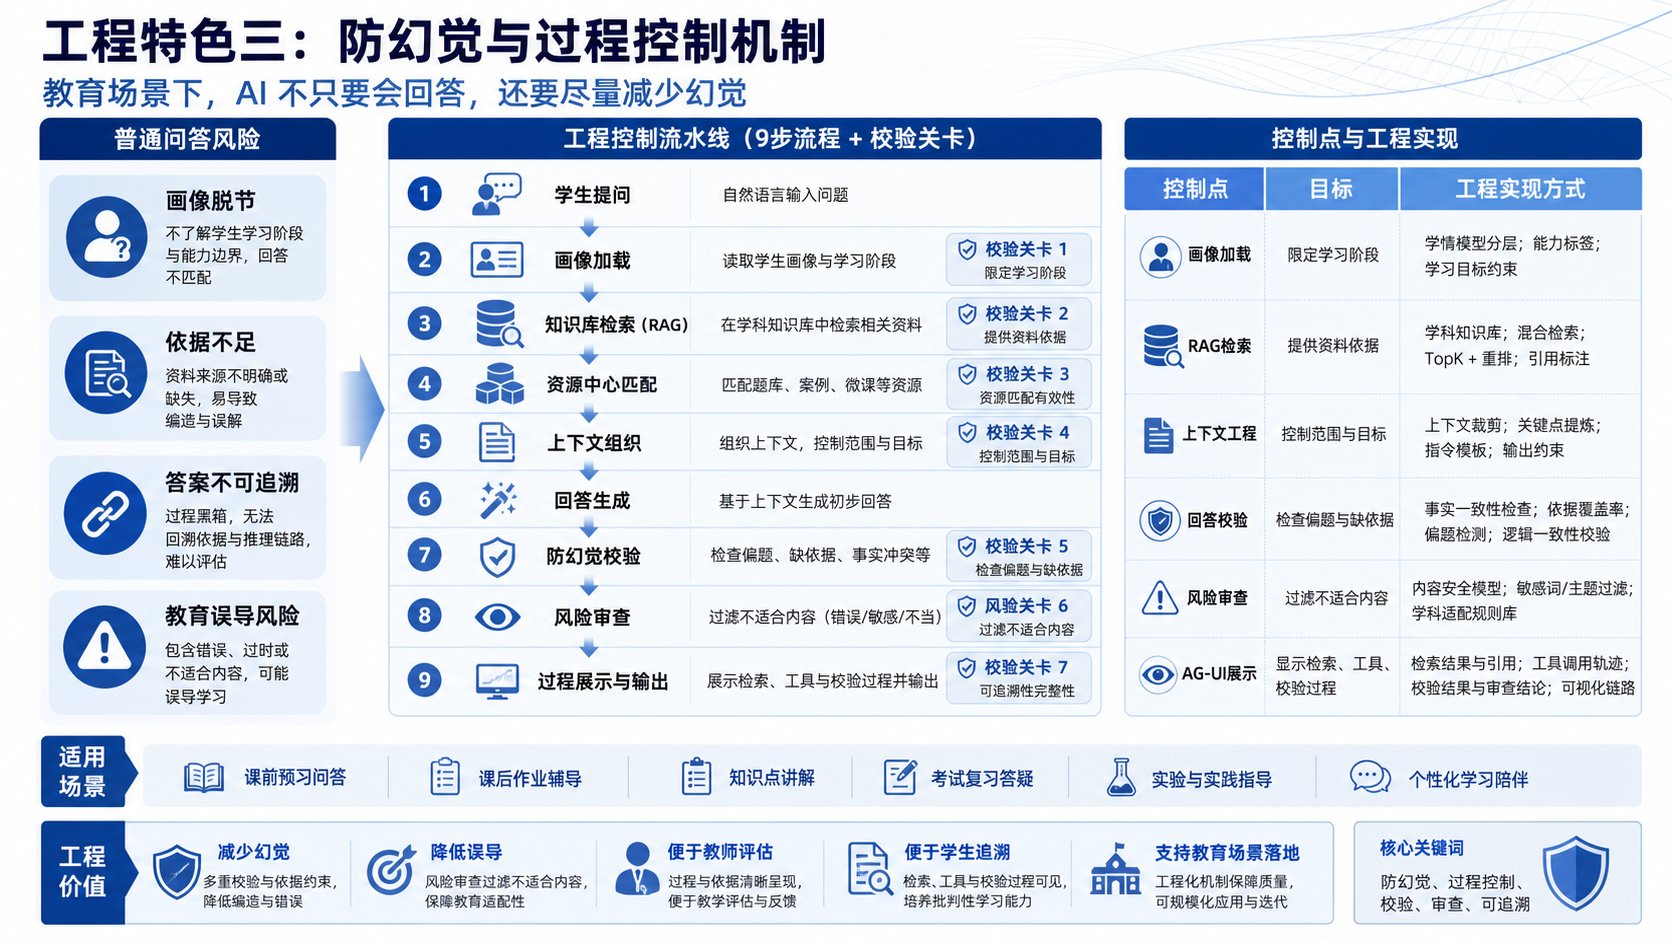 工程特色三：防幻觉与过程控制机制
教育场景下，AI 不只要会回答，还要尽量减少幻觉
普通问答风险
画像脱节
不了解学生学习阶段
与能力边界，回答
不匹配
依据不足
资料来源不明确或
缺失，易导致
编造与误解
答案不可追溯
过程黑箱，无法
回溯依据与推理链路，
难以评估
教育误导风险
包含错误、过时或
不适合内容，可能
误导学习
工程控制流水线（9步流程 + 校验关卡）
1 学生提问 自然语言输入问题
2 画像加载 读取学生画像与学习阶段
校验关卡 1
限定学习阶段
3 知识库检索 (RAG) 在学科知识库中检索相关资料
校验关卡 2
提供资料依据
4 资源中心匹配 匹配题库、案例、微课等资源
校验关卡 3
资源匹配有效性
5 上下文组织 组织上下文，控制范围与目标
校验关卡 4
控制范围与目标
6 回答生成 基于上下文生成初步回答
7 防幻觉校验 检查偏题、缺依据、事实冲突等
校验关卡 5
检查偏题与缺依据
8 风险审查 过滤不适合内容（错误/敏感/不当）
风险关卡 6
过滤不适合内容
9 过程展示与输出 展示检索、工具与校验过程并输出
校验关卡 7
可追溯性完整性
控制点与工程实现
控制点 目标 工程实现方式
画像加载 限定学习阶段 学情模型分层；能力标签；
学习目标约束
RAG检索 提供资料依据 学科知识库；混合检索；
TopK + 重排；引用标注
上下文工程 控制范围与目标 上下文裁剪；关键点提炼；
指令模板；输出约束
回答校验 检查偏题与缺依据 事实一致性检查；依据覆盖率；
偏题检测；逻辑一致性校验
风险审查 过滤不适合内容 内容安全模型；敏感词/主题过滤；
学科适配规则库
AG-UI展示 显示检索、工具、
校验过程
检索结果与引用；工具调用轨迹；
校验结果与审查结论；可视化链路
适用
场景
课前预习问答 课后作业辅导 知识点讲解 考试复习答疑 实验与实践指导 个性化学习陪伴
工程
价值
减少幻觉
多重校验与依据约束，
降低编造与错误
降低误导
风险审查过滤不适合内容，
保障教育适配性
便于教师评估
过程与依据清晰呈现，
便于教学评估与反馈
便于学生追溯
检索、工具与校验过程可见，
培养批判性学习能力
支持教育场景落地
工程化机制保障质量，
可规模化应用与迭代
核心关键词
防幻觉、过程控制、
校验、审查、可追溯